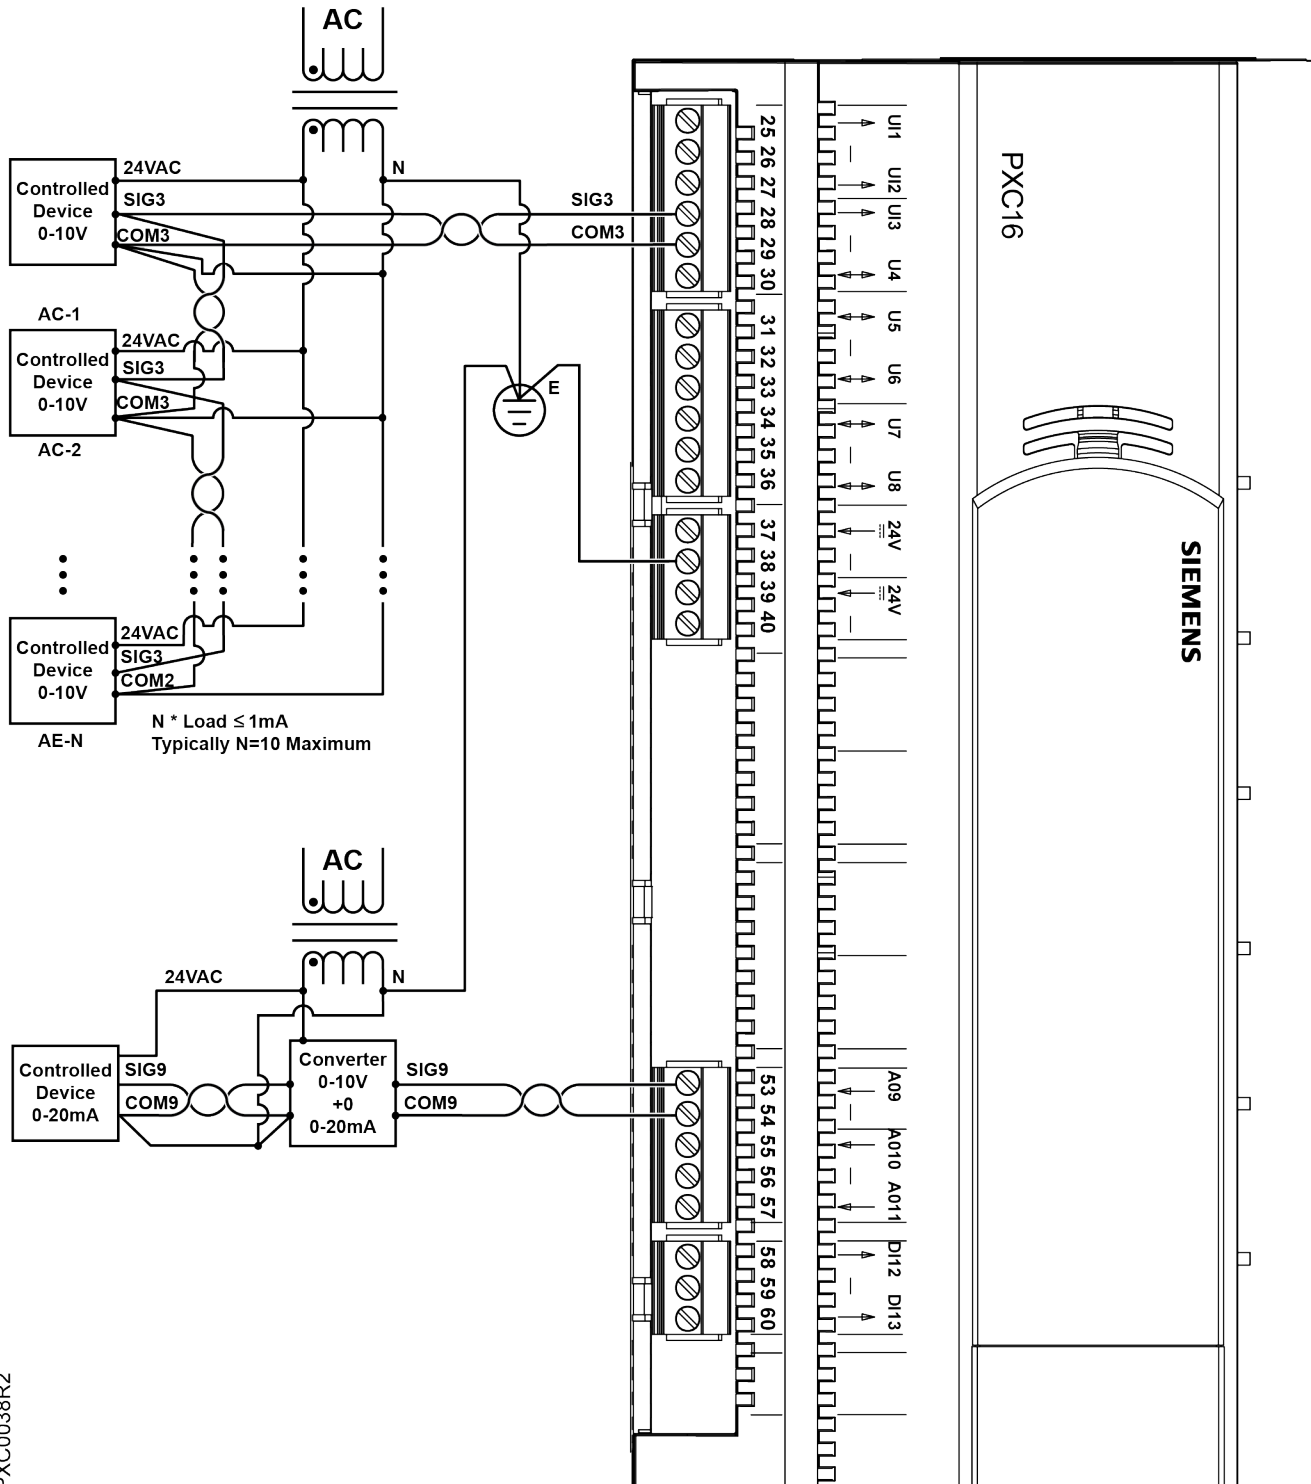 AC
N
24VAC
SIG3
COM3
Controlled
Device
0-10V
AC-1
24VAC
SIG3
COM3
Controlled
Device
0-10V
AC-2
24VAC
SIG3
COM2
Controlled
Device
0-10V
AE-N
N * Load ≤ 1mA
Typically N=10 Maximum
SIG3
COM3
E
AC
N
24VAC
Controlled
Device
0-20mA
SIG9
COM9
Converter
0-10V
+0
0-20mA
SIG9
COM9
25 26 27 28 29 30
31 32 33 34 35 36
37 38 39 40
53 54 55 56 57
58 59 60
UI1
UI2
UI3
U4
U5
U6
U7
U8
24V
24V
A09
A010
A011
DI12
DI13
PXC16
SIEMENS
PXC0038R2